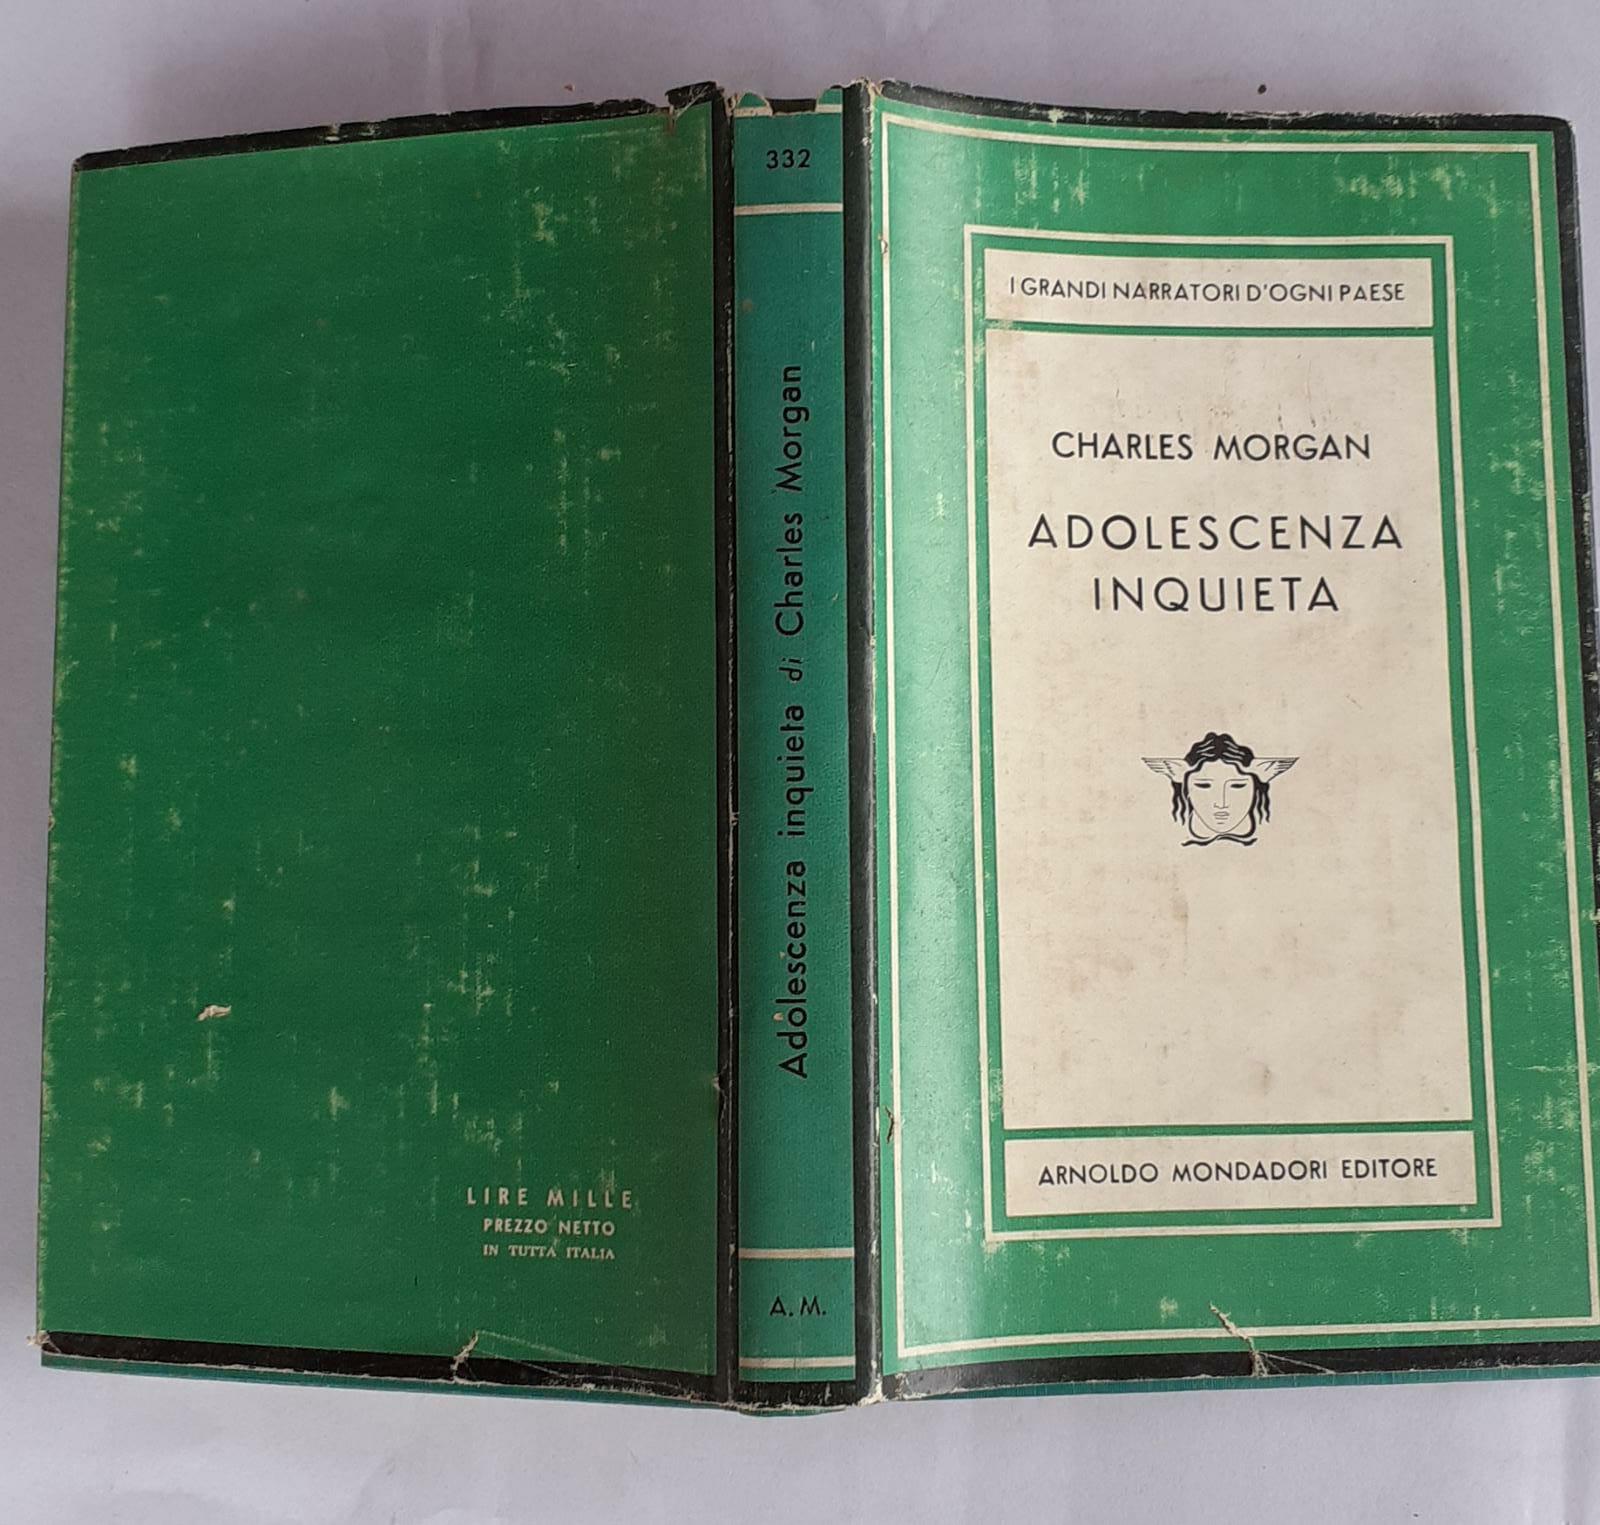 LIRE MILLE
PREZZO NETTO
IN TUTTA ITALIA
332
Adolescenza inquieta di Charles Morgan
A. M.
I GRANDI NARRATORI D'OGNI PAESE
CHARLES MORGAN
ADOLESCENZA
INQUIETA
ARNOLDO MONDADORI EDITORE